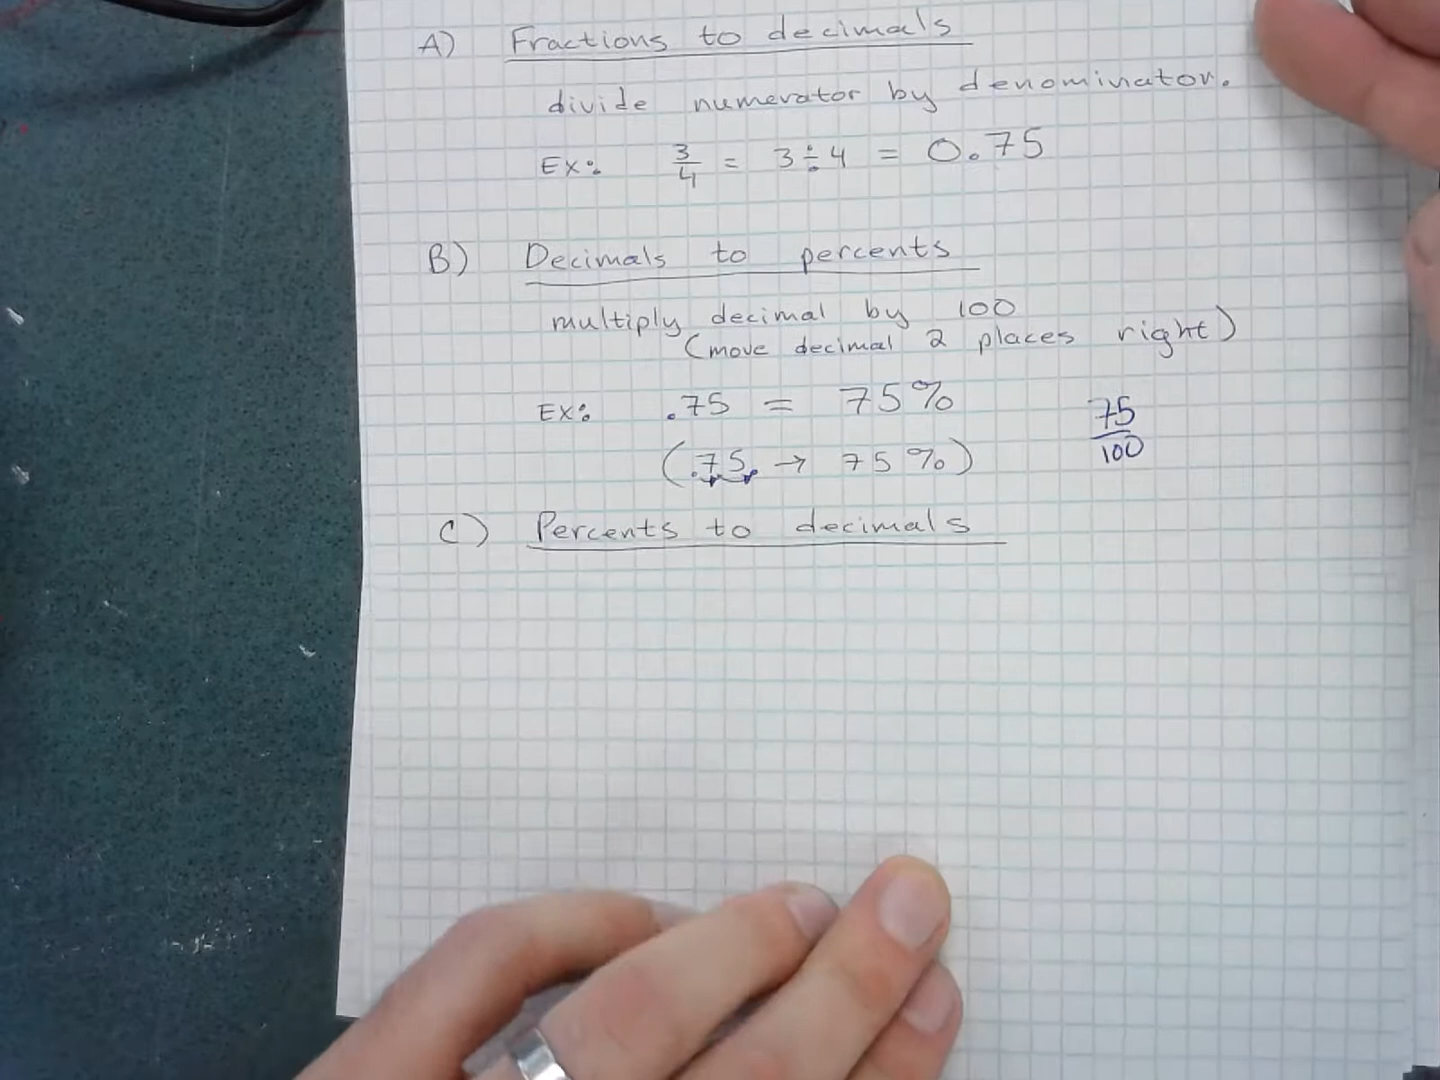 A) Fractions to decimals
divide numerator by denominator.
Ex: 3/4 = 3÷4 = 0.75
B) Decimals to percents
multiply decimal by 100
(move decimal 2 places right)
Ex: .75 = 75%
75/100
(.75. → 75%)
C) Percents to decimals